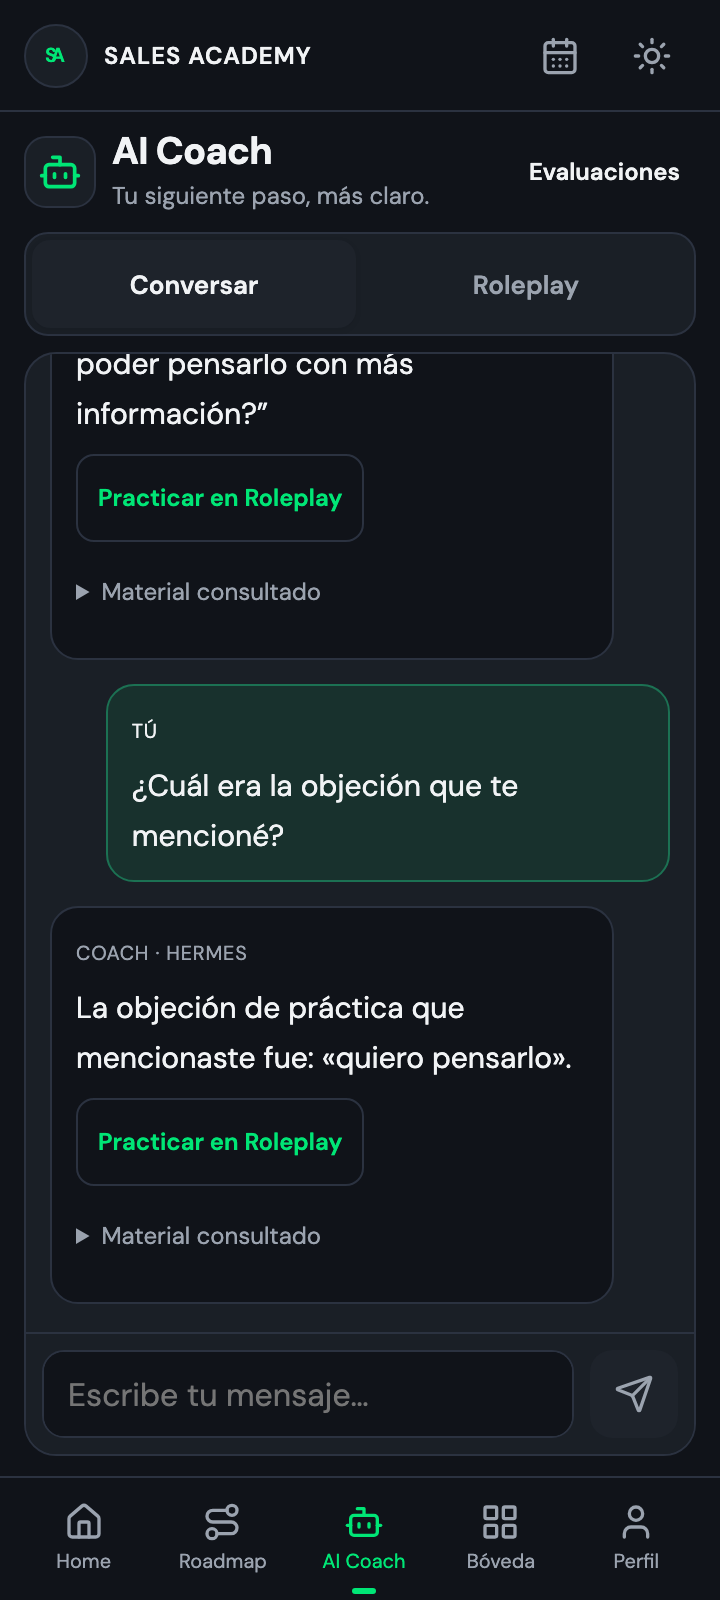 SA
SALES ACADEMY
AI Coach
Tu siguiente paso, más claro.
Evaluaciones
Conversar
Roleplay
poder pensarlo con más
información?”
Practicar en Roleplay
▶ Material consultado
TÚ
¿Cuál era la objeción que te
mencioné?
COACH · HERMES
La objeción de práctica que
mencionaste fue: «quiero pensarlo».
Practicar en Roleplay
▶ Material consultado
Escribe tu mensaje...
Home
Roadmap
AI Coach
Bóveda
Perfil